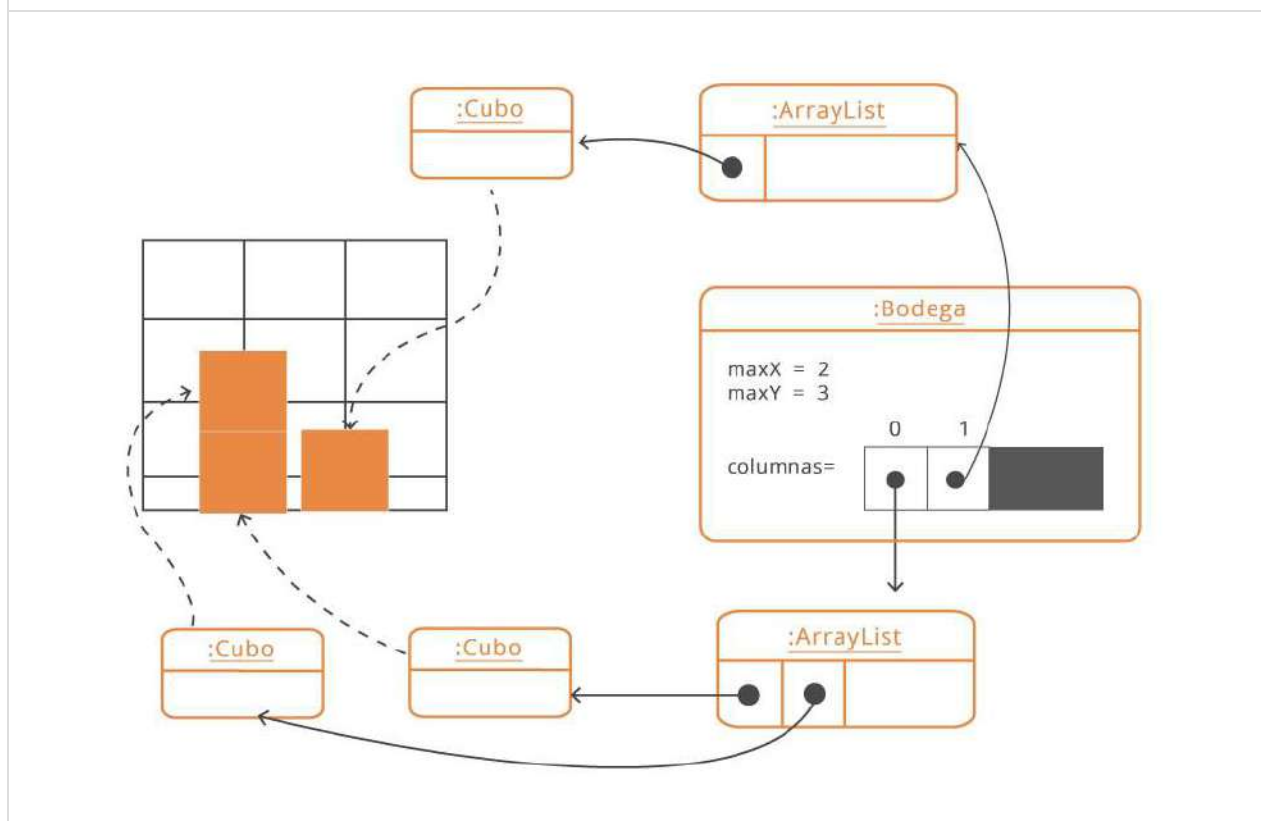 :Cubo
:ArrayList
:Bodega
maxX = 2
maxY = 3
0 1
columnas=
:Cubo
:Cubo
:ArrayList